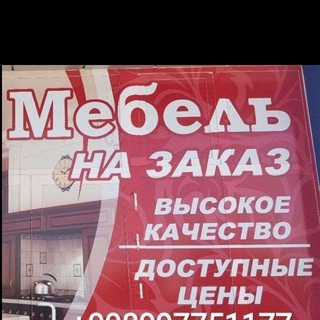 Мебель
НА ЗАКАЗ
ВЫСОКОЕ
КАЧЕСТВО
ДОСТУПНЫЕ
ЦЕНЫ